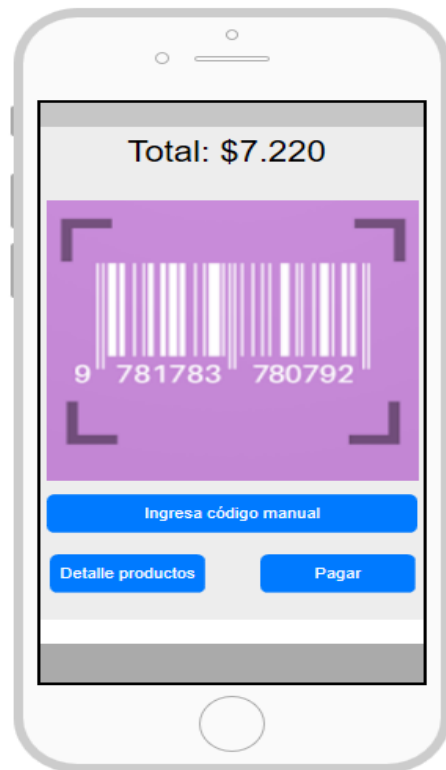 Total: $7.220
9 781783 780792
Ingresa código manual
Detalle productos Pagar